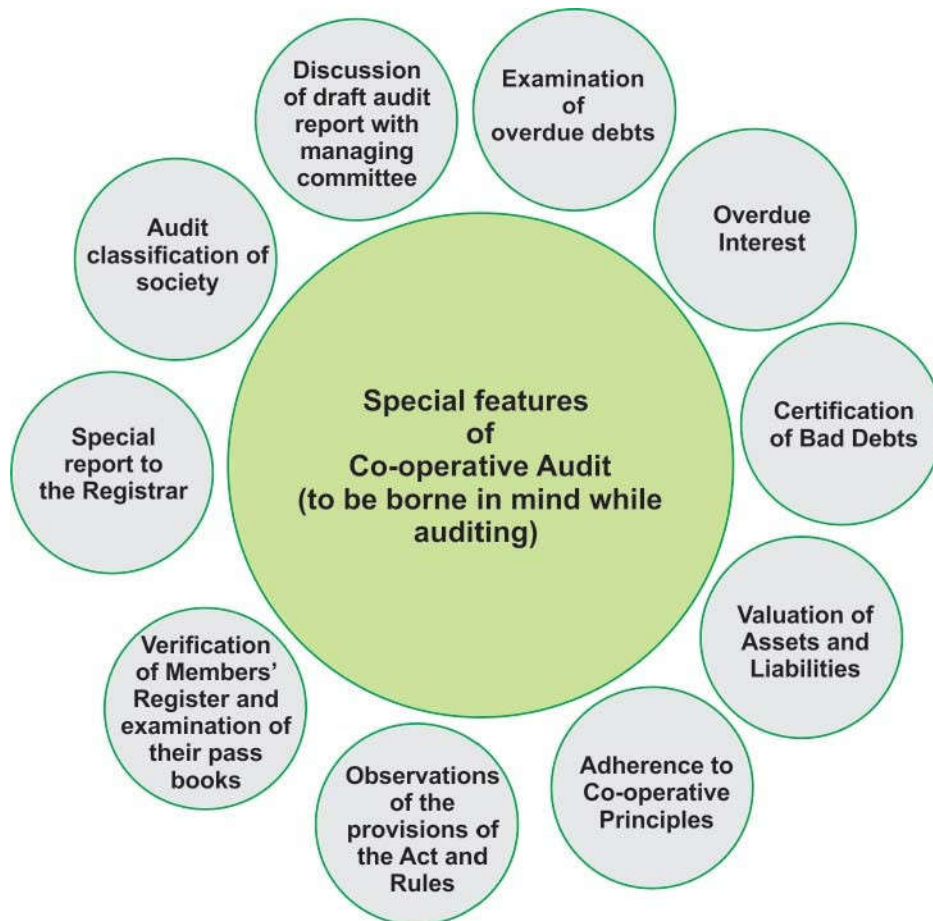 Special features
of
Co-operative Audit
(to be borne in mind while
auditing)
Examination
of
overdue debts
Overdue
Interest
Certification
of Bad Debts
Valuation of
Assets and
Liabilities
Adherence to
Co-operative
Principles
Observations
of the
provisions of
the Act and
Rules
Verification
of Members’
Register and
examination of
their pass
books
Special
report to
the Registrar
Audit
classification of
society
Discussion
of draft audit
report with
managing
committee